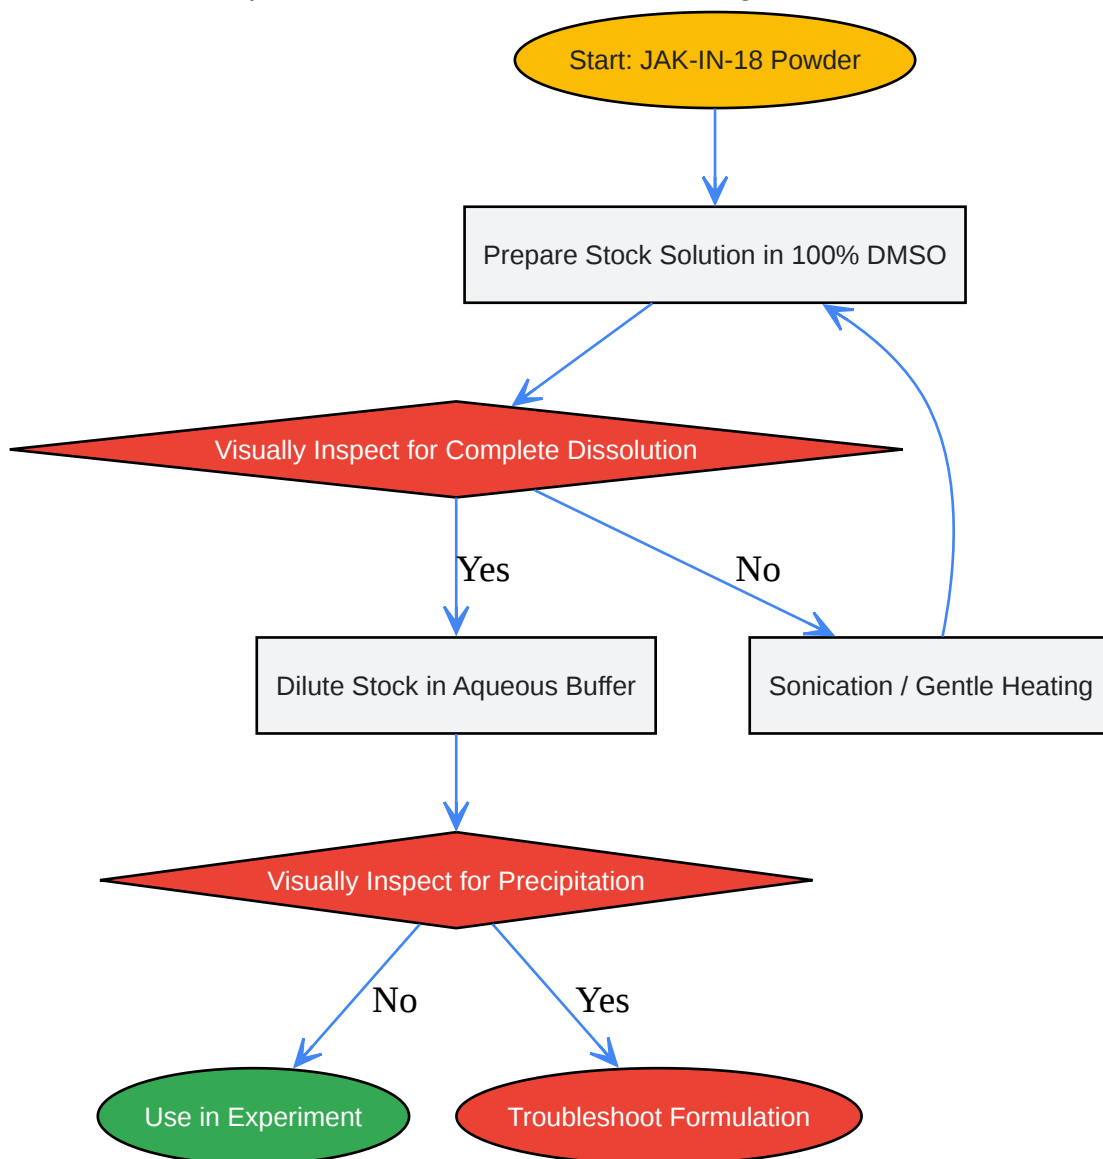 Start: JAK-IN-18 Powder
Prepare Stock Solution in 100% DMSO
Visually Inspect for Complete Dissolution
Yes
No
Dilute Stock in Aqueous Buffer
Sonication / Gentle Heating
Visually Inspect for Precipitation
No
Yes
Use in Experiment
Troubleshoot Formulation